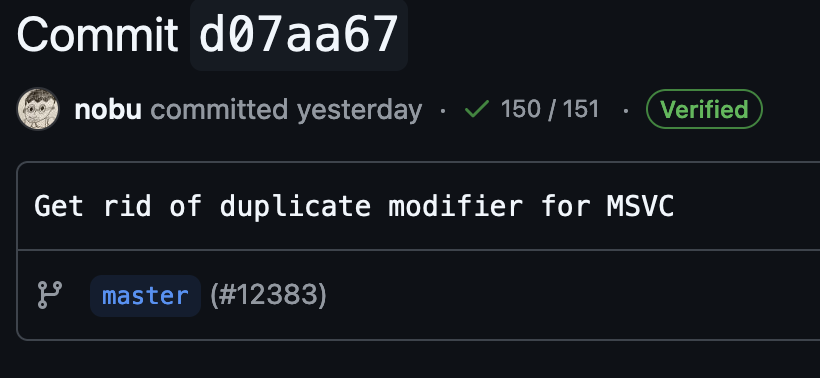 Commit d07aa67
nobu committed yesterday · 150 / 151 · Verified
Get rid of duplicate modifier for MSVC
master (#12383)